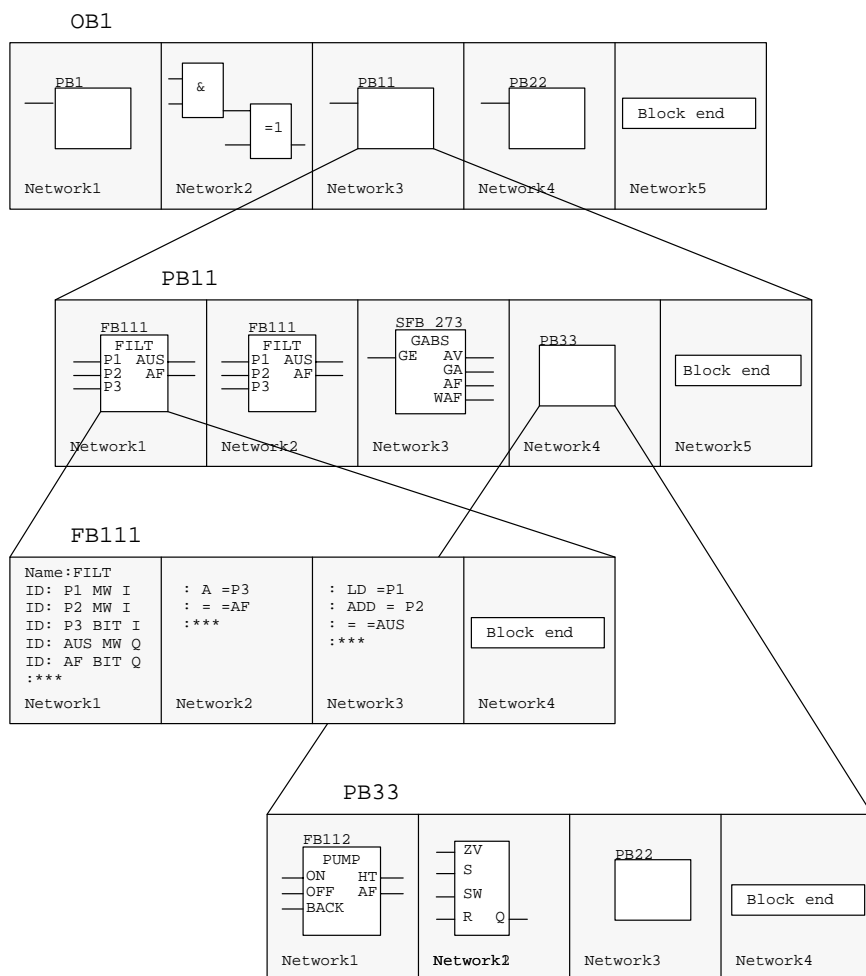 OB1
PB1
&
=1
PB11
PB22
Block end
Network1
Network2
Network3
Network4
Network5
PB11
FB111
FILT
P1 AUS
P2 AF
P3
FB111
FILT
P1 AUS
P2 AF
P3
SFB 273
GABS
GE AV
GA
AF
WAF
PB33
Block end
Network1
Network2
Network3
Network4
Network5
FB111
Name:FILT
ID: P1 MW I
ID: P2 MW I
ID: P3 BIT I
ID: AUS MW Q
ID: AF BIT Q
:***
: A =P3
: = =AF
:***
: LD =P1
: ADD = P2
: = =AUS
:***
Block end
Network1
Network2
Network3
Network4
PB33
FB112
PUMP
ON HT
OFF AF
BACK
ZV
S
SW
R Q
PB22
Block end
Network1
Network3
Network4